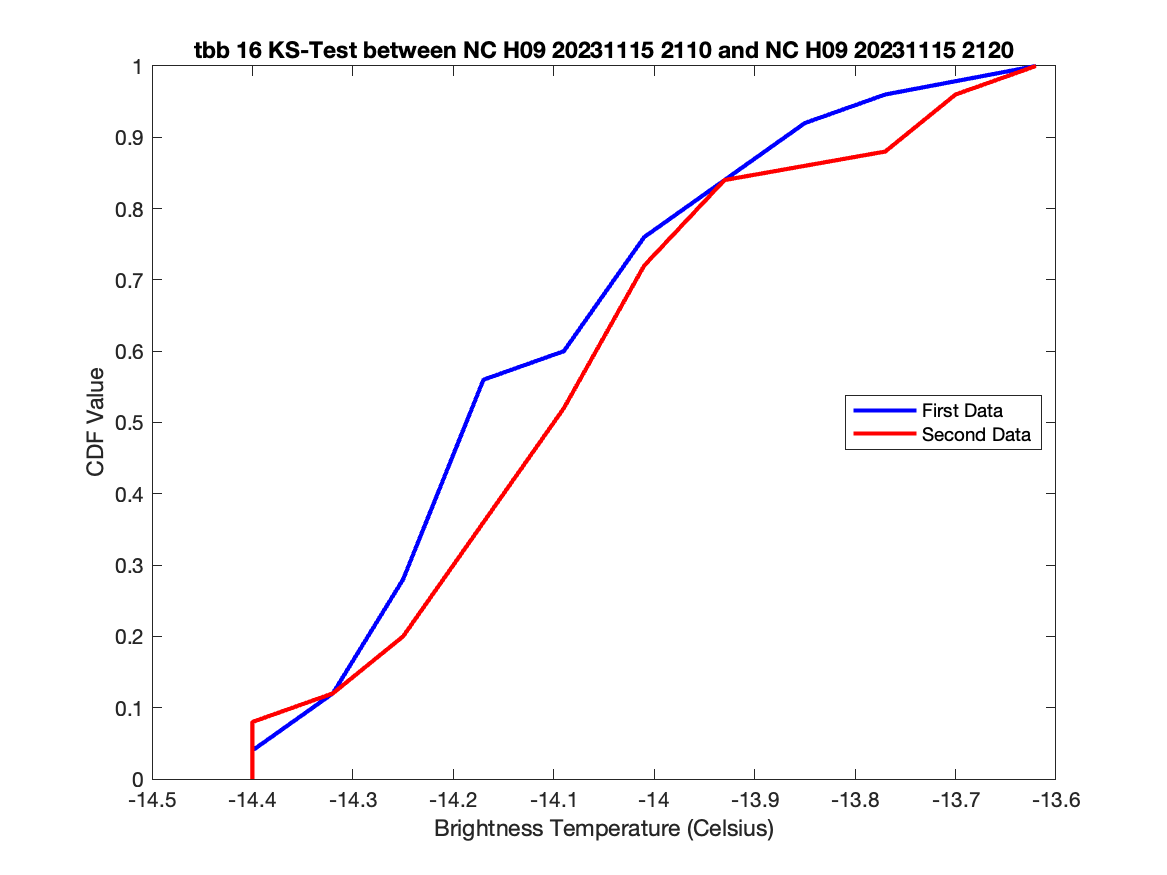 tbb 16 KS-Test between NC H09 20231115 2110 and NC H09 20231115 2120
1
0.9
0.8
0.7
0.6
0.5
0.4
0.3
0.2
0.1
0
CDF Value
First Data
Second Data
-14.5 -14.4 -14.3 -14.2 -14.1 -14 -13.9 -13.8 -13.7 -13.6
Brightness Temperature (Celsius)